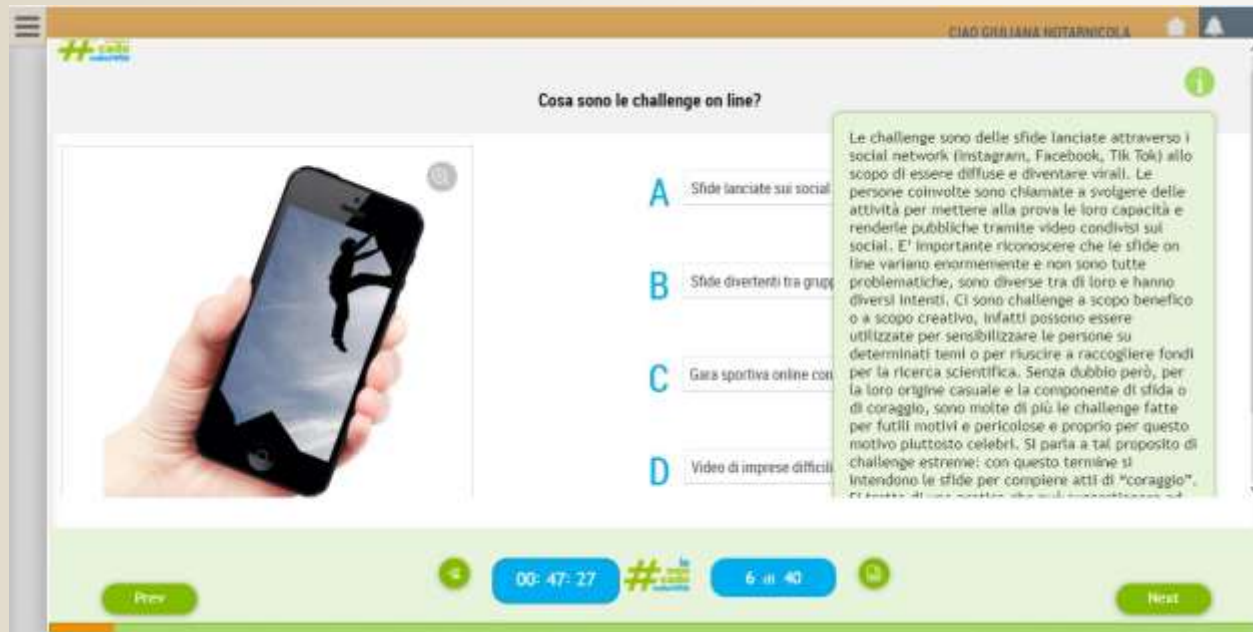 CIAO GIULIANA NOTARNICOLA
Cosa sono le challenge on line?
A Sfide lanciate sui social
B Sfide divertenti tra grupp
C Gara sportiva online con
D Video di imprese difficili
Le challenge sono delle sfide lanciate attraverso i
social network (Instagram, Facebook, Tik Tok) allo
scopo di essere diffuse e diventare virali. Le
persone coinvolte sono chiamate a svolgere delle
attività per mettere alla prova le loro capacità e
renderle pubbliche tramite video condivisi sui
social. E' importante riconoscere che le sfide on
line variano enormemente e non sono tutte
problematiche, sono diverse tra di loro e hanno
diversi intenti. Ci sono challenge a scopo benefico
o a scopo creativo, infatti possono essere
utilizzate per sensibilizzare le persone su
determinati temi o per riuscire a raccogliere fondi
per la ricerca scientifica. Senza dubbio però, per
la loro origine casuale e la componente di sfida o
di coraggio, sono molte di più le challenge fatte
per futili motivi e pericolose e proprio per questo
motivo piuttosto celebri. Si parla a tal proposito di
challenge estreme: con questo termine si
intendono le sfide per compiere atti di "coraggio".
Prev
00: 47: 27
6 di 40
Next